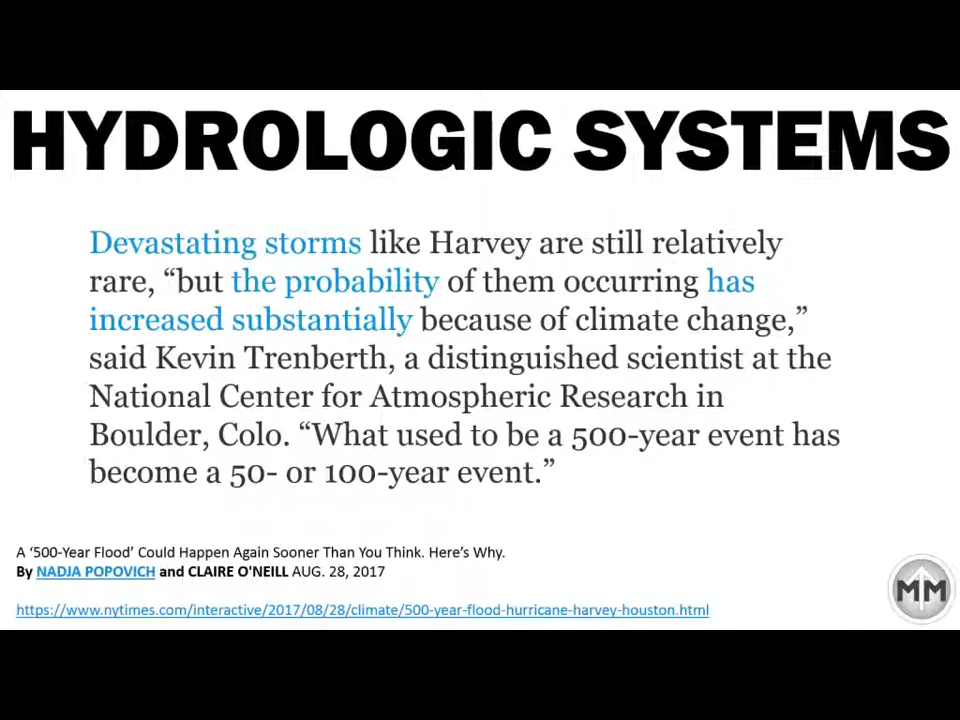 HYDROLOGIC SYSTEMS
Devastating storms like Harvey are still relatively
rare, “but the probability of them occurring has
increased substantially because of climate change,”
said Kevin Trenberth, a distinguished scientist at the
National Center for Atmospheric Research in
Boulder, Colo. “What used to be a 500-year event has
become a 50- or 100-year event.”
A ‘500-Year Flood’ Could Happen Again Sooner Than You Think. Here’s Why.
By NADJA POPOVICH and CLAIRE O'NEILL AUG. 28, 2017
https://www.nytimes.com/interactive/2017/08/28/climate/500-year-flood-hurricane-harvey-houston.html
MM